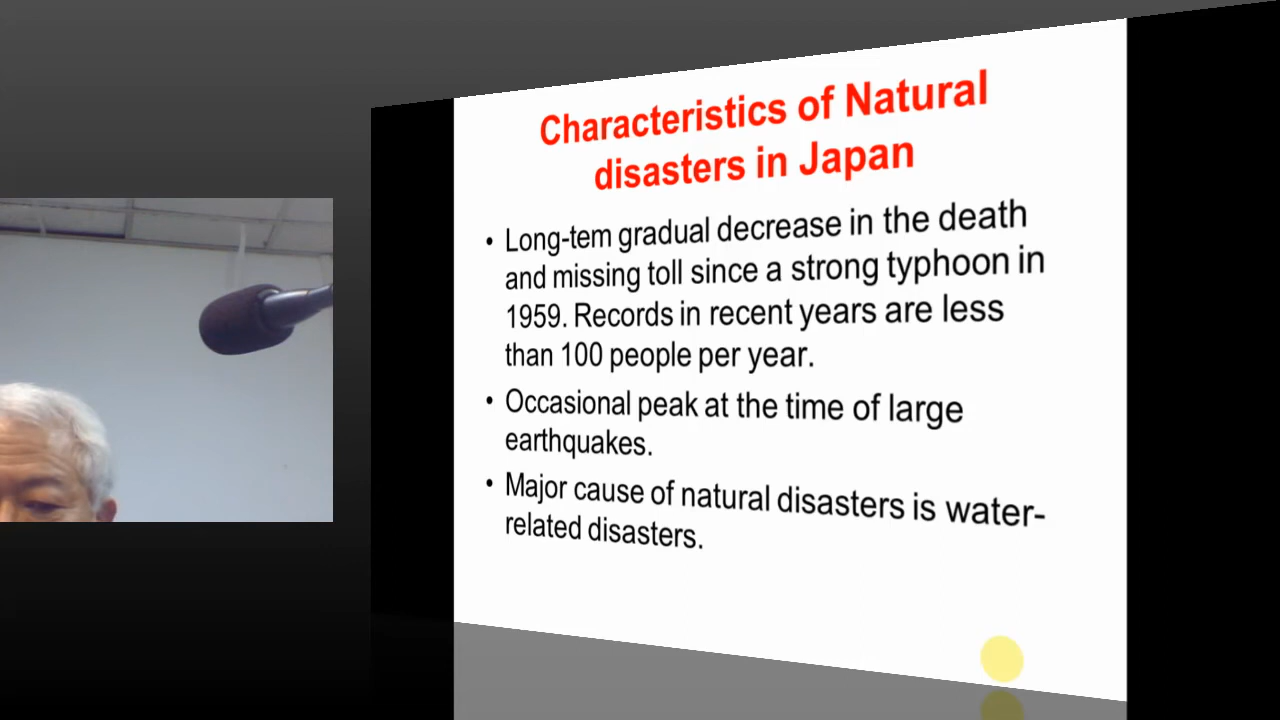 Characteristics of Natural
disasters in Japan
• Long-tem gradual decrease in the death
and missing toll since a strong typhoon in
1959. Records in recent years are less
than 100 people per year.
• Occasional peak at the time of large
earthquakes.
• Major cause of natural disasters is water-
related disasters.